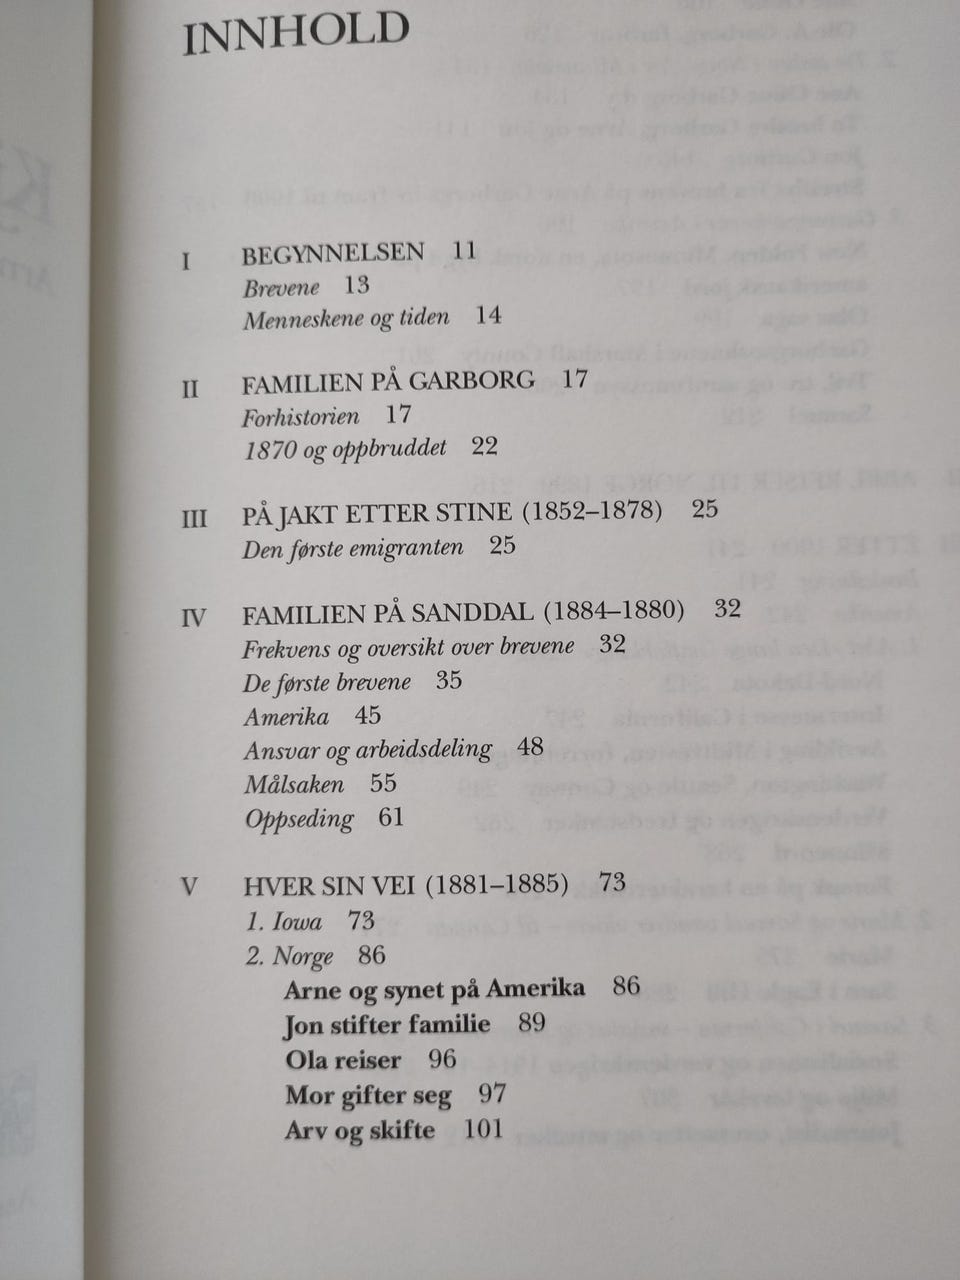 INNHOLD
I BEGYNNELSEN 11
Brevene 13
Menneskene og tiden 14
II FAMILIEN PÅ GARBORG 17
Forhistorien 17
1870 og oppbruddet 22
III PÅ JAKT ETTER STINE (1852–1878) 25
Den første emigranten 25
IV FAMILIEN PÅ SANDDAL (1884–1880) 32
Frekvens og oversikt over brevene 32
De første brevene 35
Amerika 45
Ansvar og arbeidsdeling 48
Målsaken 55
Oppseding 61
V HVER SIN VEI (1881–1885) 73
1. Iowa 73
2. Norge 86
Arne og synet på Amerika 86
Jon stifter familie 89
Ola reiser 96
Mor gifter seg 97
Arv og skifte 101